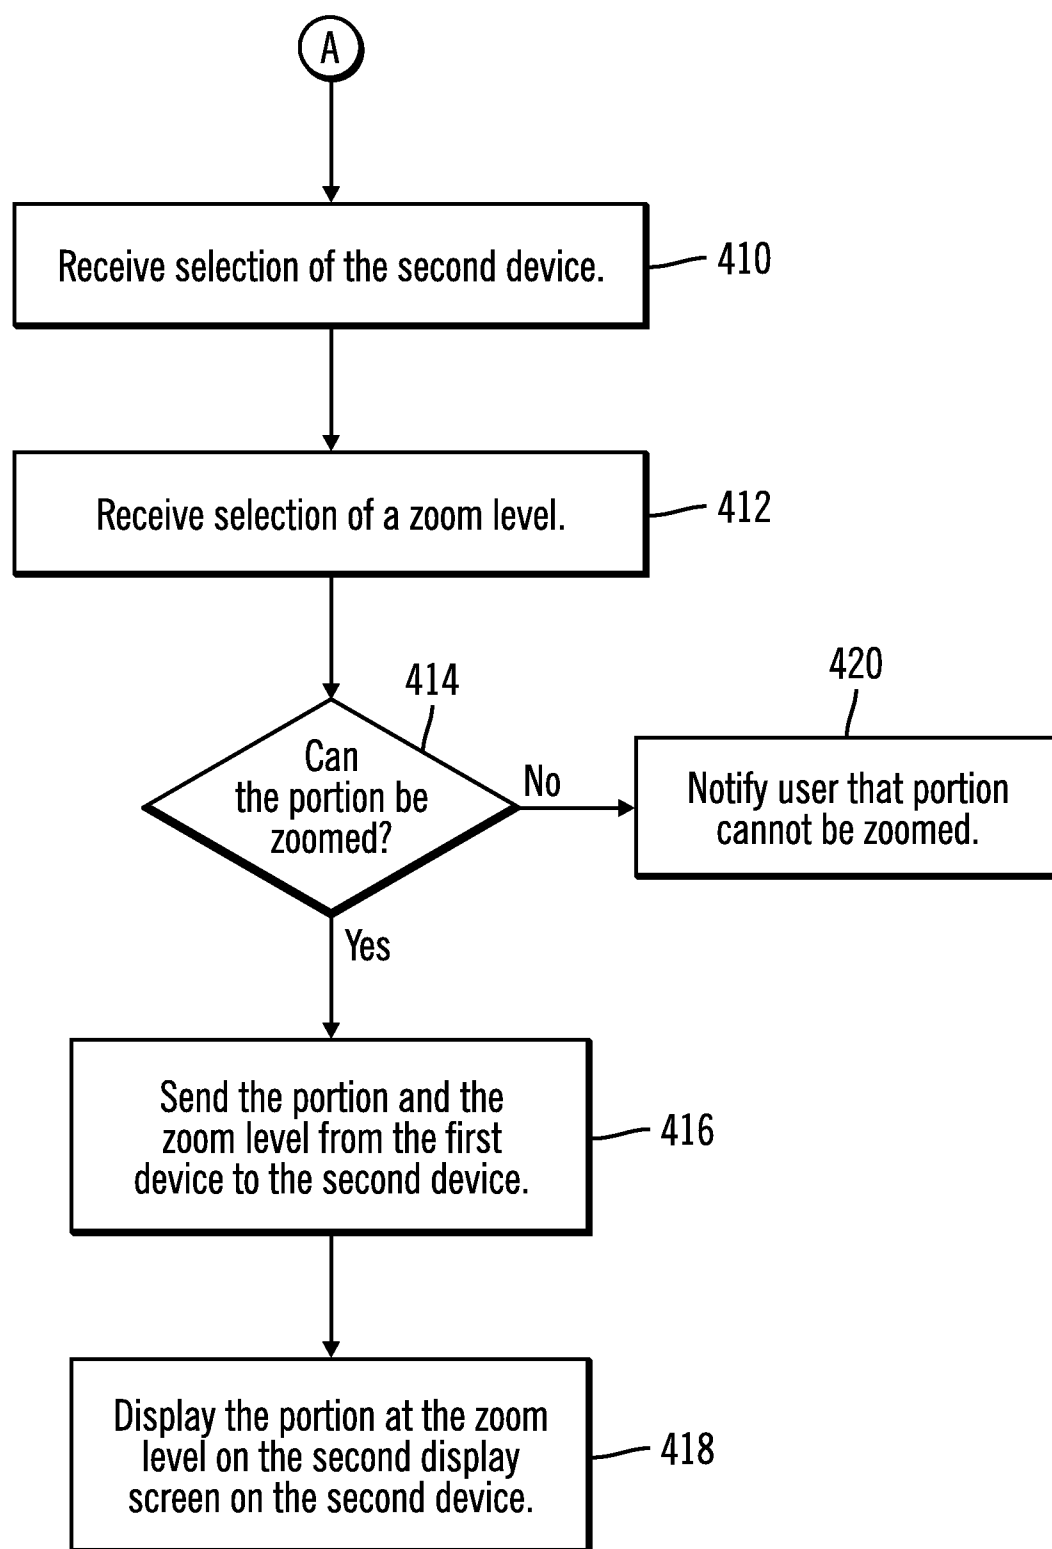 A
Receive selection of the second device.
410
Receive selection of a zoom level.
412
414
Can
the portion be
zoomed?
No
420
Notify user that portion
cannot be zoomed.
Yes
Send the portion and the
zoom level from the first
device to the second device.
416
Display the portion at the zoom
level on the second display
screen on the second device.
418